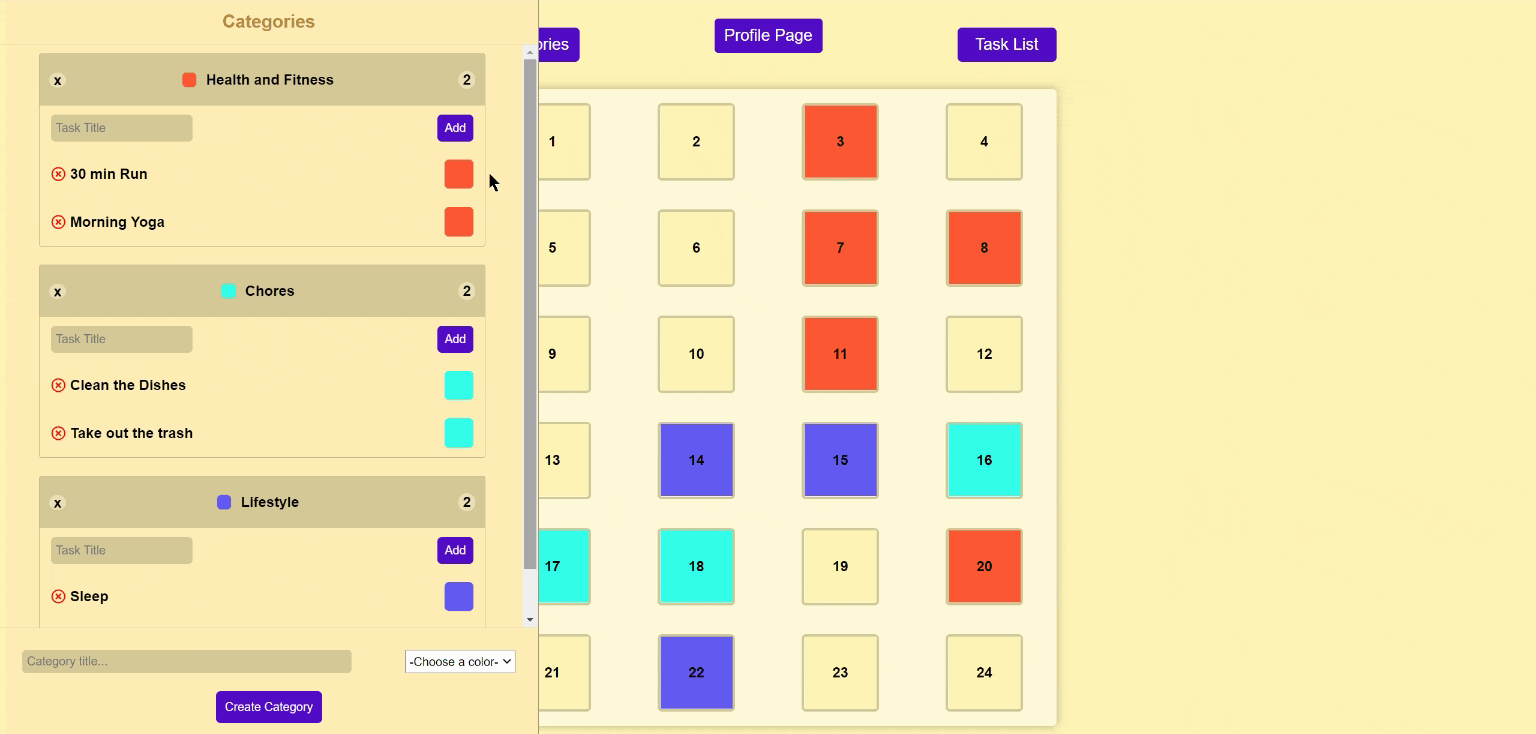 Categories
x Health and Fitness 2
Task Title Add
30 min Run
Morning Yoga
x Chores 2
Task Title Add
Clean the Dishes
Take out the trash
x Lifestyle 2
Task Title Add
Sleep
Category title... -Choose a color-
Create Category
ories Profile Page Task List
1 2 3 4
5 6 7 8
9 10 11 12
13 14 15 16
17 18 19 20
21 22 23 24